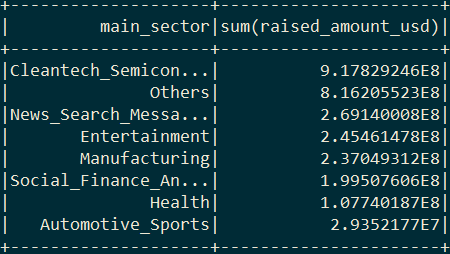 +--------------------+----------------------+
|         main_sector|sum(raised_amount_usd)|
+--------------------+----------------------+
|Cleantech_Semicon...|          9.17829246E8|
|              Others|          8.16205523E8|
|News_Search_Messa...|          2.69140008E8|
|       Entertainment|          2.45461478E8|
|       Manufacturing|          2.37049312E8|
|Social_Finance_An...|          1.99507606E8|
|              Health|          1.07740187E8|
|   Automotive_Sports|           2.9352177E7|
+--------------------+----------------------+